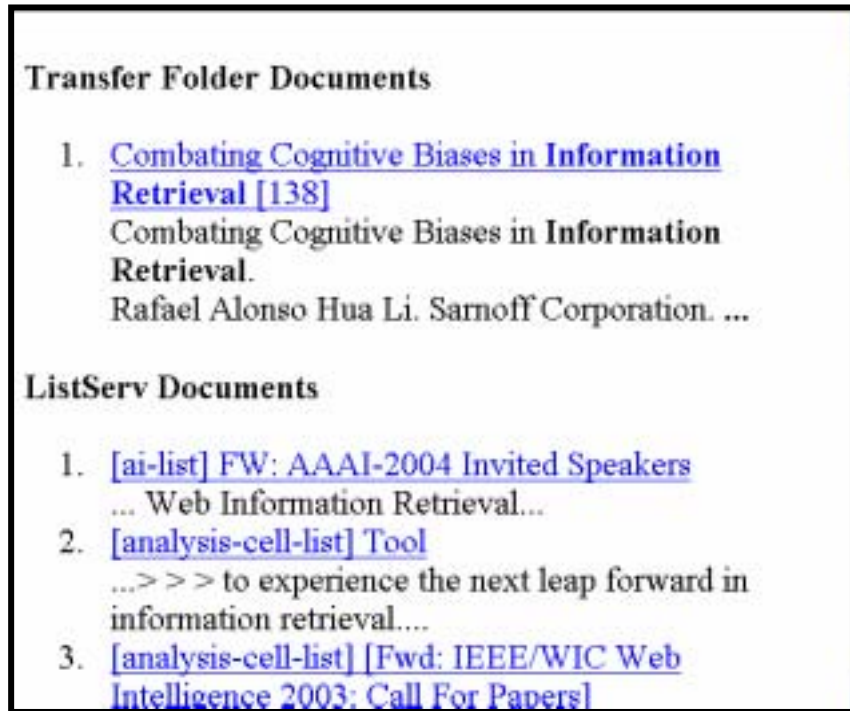 Transfer Folder Documents
1. Combating Cognitive Biases in Information
Retrieval [138]
Combating Cognitive Biases in Information
Retrieval.
Rafael Alonso Hua Li. Sarnoff Corporation. ...
ListServ Documents
1. [ai-list] FW: AAAI-2004 Invited Speakers
... Web Information Retrieval...
2. [analysis-cell-list] Tool
...> > > to experience the next leap forward in
information retrieval....
3. [analysis-cell-list] [Fwd: IEEE/WIC Web
Intelligence 2003: Call For Papers]